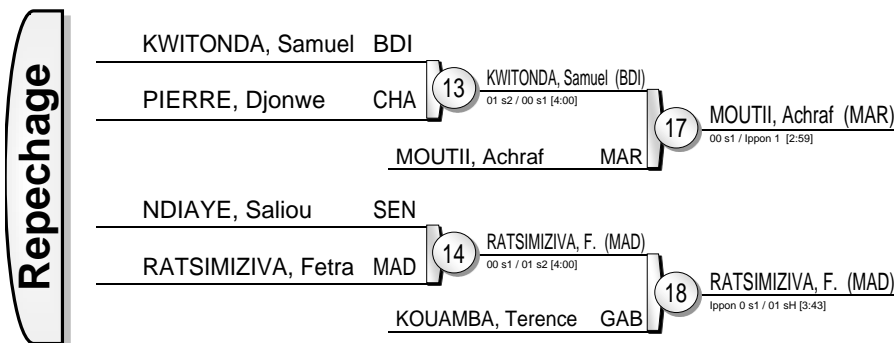 Repechage
KWITONDA, Samuel BDI
PIERRE, Djonwe CHA
13
KWITONDA, Samuel (BDI)
01 s2 / 00 s1 [4:00]
MOUTII, Achraf MAR
17
MOUTII, Achraf (MAR)
00 s1 / Ippon 1 [2:59]
NDIAYE, Saliou SEN
RATSIMIZIVA, Fetra MAD
14
RATSIMIZIVA, F. (MAD)
00 s1 / 01 s2 [4:00]
KOUAMBA, Terence GAB
18
RATSIMIZIVA, F. (MAD)
Ippon 0 s1 / 01 sH [3:43]